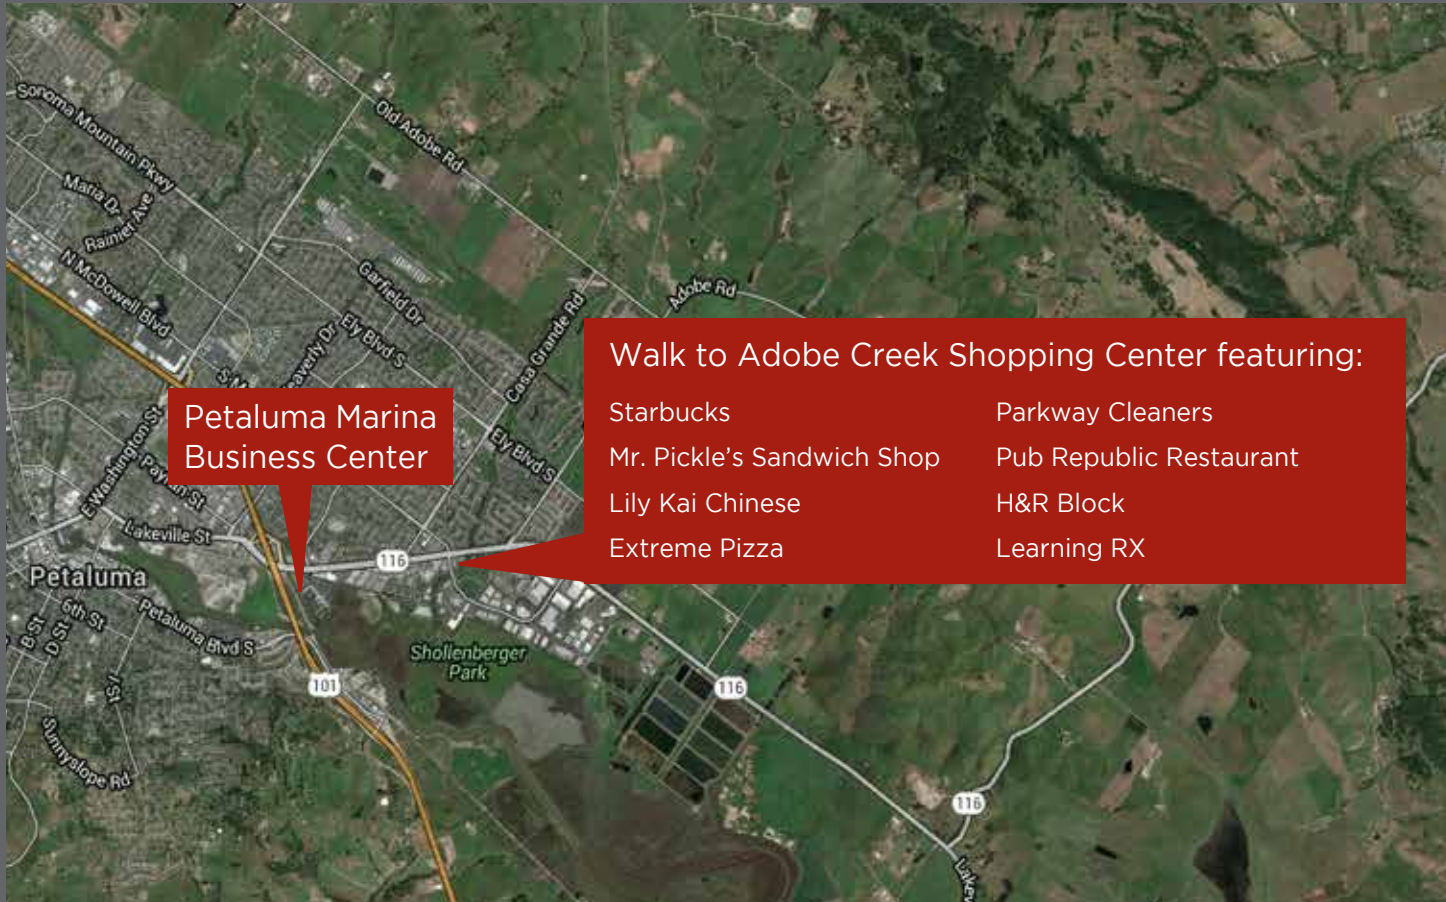 Sonoma Mountain Pkwy
Old Adobe Rd
Maria Dr
Rainier Ave
N McDowell Blvd
Garfield Dr
Ely Blvd S
Adobe Rd
Casa Grande Rd
Walk to Adobe Creek Shopping Center featuring:
Starbucks
Mr. Pickle's Sandwich Shop
Lily Kai Chinese
Extreme Pizza
Parkway Cleaners
Pub Republic Restaurant
H&R Block
Learning RX
Petaluma Marina
Business Center
E Washington St
Ely Blvd S
Lakeville St
116
Petaluma
6th St
B St
D St
I St
Petaluma Blvd S
Shollenberger
Park
101
116
Sunnyslope Rd
116